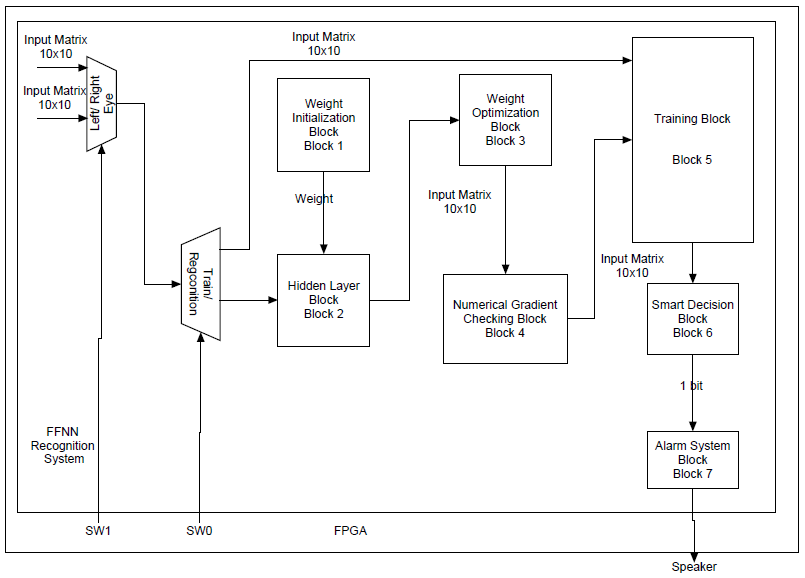 Input Matrix
10x10
Input Matrix
10x10
Left/ Right
Eye
Input Matrix
10x10
Weight
Initialization
Block
Block 1
Weight
Train/
Regconition
Hidden Layer
Block
Block 2
Weight
Optimization
Block
Block 3
Input Matrix
10x10
Numerical Gradient
Checking Block
Block 4
Training Block
Block 5
Input Matrix
10x10
Smart Decision
Block
Block 6
1 bit
Alarm System
Block
Block 7
FFNN
Recognition
System
SW1
SW0
FPGA
Speaker